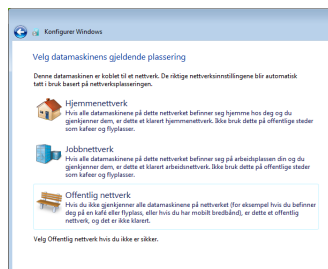 Konfigurer Windows
Velg datamaskinens gjeldende plassering
Denne datamaskinen er koblet til et nettverk. De riktige nettverksinnstillingene blir automatisk
tatt i bruk basert på nettverksplasseringen.
Hjemmenettverk
Hvis alle datamaskinene på dette nettverket befinner seg hjemme hos deg og du
gjenkjenner dem, er dette et klarert hjemmenettverk. Ikke bruk dette på offentlige steder
som kafeer og flyplasser.
Jobbnettverk
Hvis alle datamaskinene på dette nettverket befinner seg på arbeidsplassen din og du
gjenkjenner dem, er dette et klarert arbeidsnettverk. Ikke bruk dette på offentlige steder
som kafeer og flyplasser.
Offentlig nettverk
Hvis du ikke gjenkjenner alle datamaskinene på nettverket (for eksempel hvis du befinner
deg på en kafé eller flyplass, eller hvis du har mobilt bredbånd), er dette et offentlig
nettverk, og det er ikke klarert.
Velg Offentlig nettverk hvis du ikke er sikker.